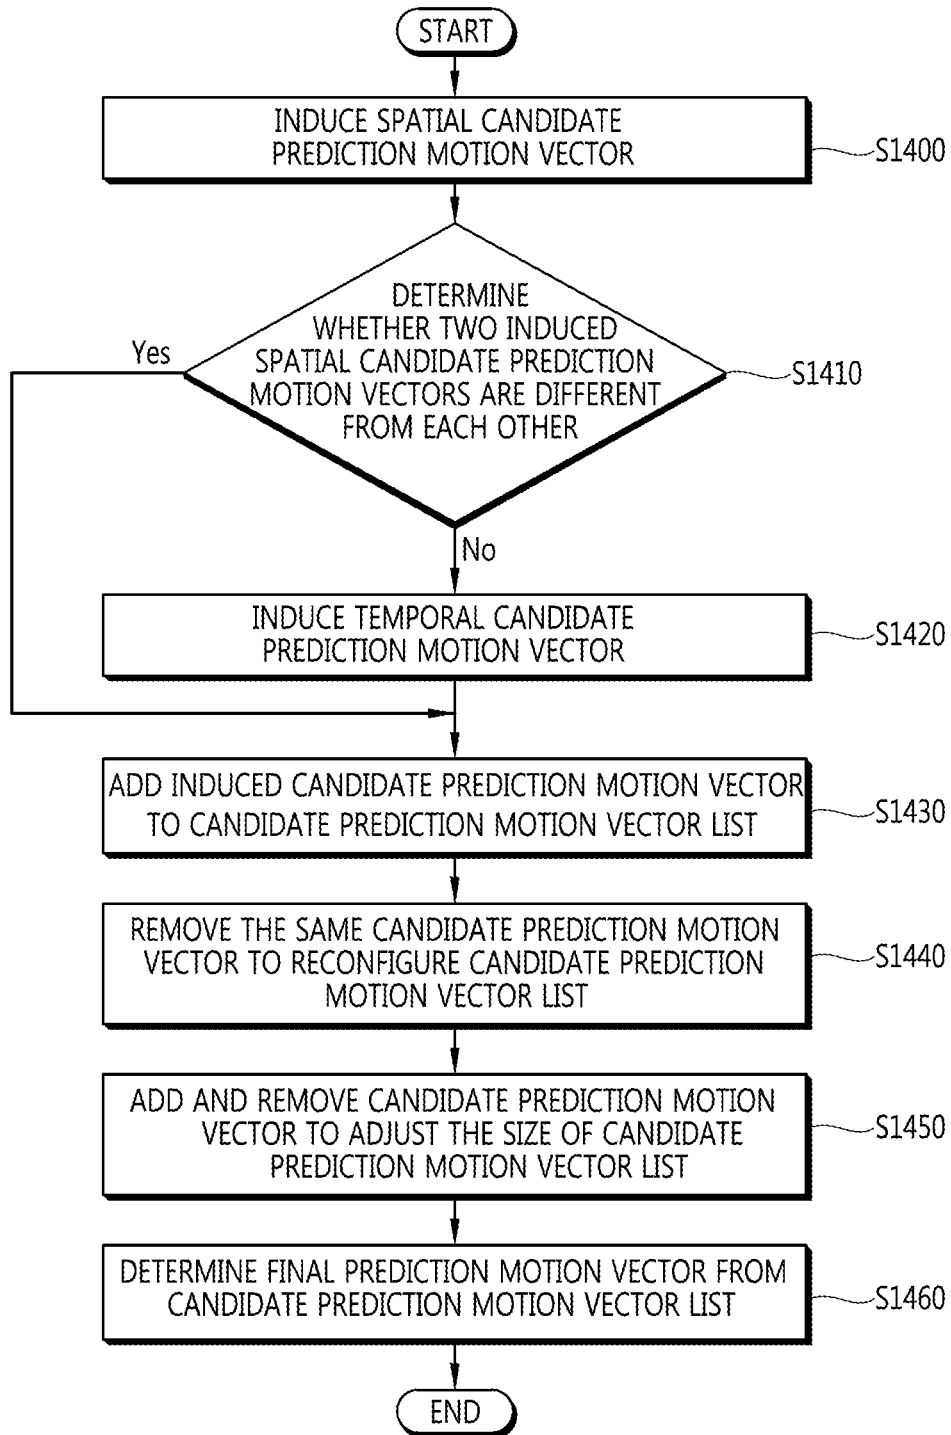 START
INDUCE SPATIAL CANDIDATE
PREDICTION MOTION VECTOR
S1400
DETERMINE
WHETHER TWO INDUCED
SPATIAL CANDIDATE PREDICTION
MOTION VECTORS ARE DIFFERENT
FROM EACH OTHER
Yes
S1410
No
INDUCE TEMPORAL CANDIDATE
PREDICTION MOTION VECTOR
S1420
ADD INDUCED CANDIDATE PREDICTION MOTION VECTOR
TO CANDIDATE PREDICTION MOTION VECTOR LIST
S1430
REMOVE THE SAME CANDIDATE PREDICTION MOTION
VECTOR TO RECONFIGURE CANDIDATE PREDICTION
MOTION VECTOR LIST
S1440
ADD AND REMOVE CANDIDATE PREDICTION MOTION
VECTOR TO ADJUST THE SIZE OF CANDIDATE
PREDICTION MOTION VECTOR LIST
S1450
DETERMINE FINAL PREDICTION MOTION VECTOR FROM
CANDIDATE PREDICTION MOTION VECTOR LIST
S1460
END